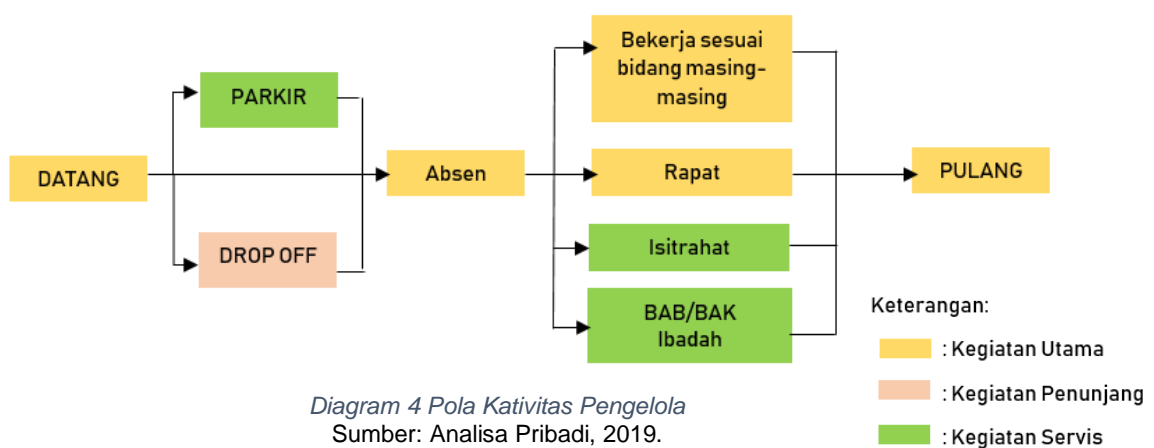 DATANG
PARKIR
DROP OFF
Absen
Bekerja sesuai
bidang masing-
masing
Rapat
Isitrahat
BAB/BAK
Ibadah
PULANG
Keterangan:
: Kegiatan Utama
: Kegiatan Penunjang
: Kegiatan Servis
Diagram 4 Pola Kativitas Pengelola
Sumber: Analisa Pribadi, 2019.